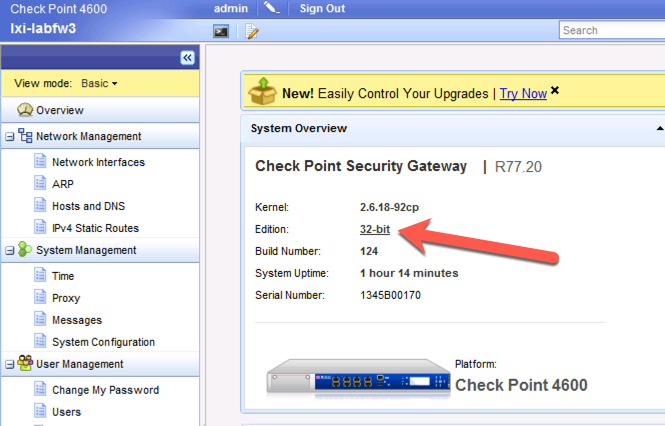 Check Point 4600
admin
Sign Out
lxi-labfw3
Search
View mode: Basic
Overview
Network Management
Network Interfaces
ARP
Hosts and DNS
IPv4 Static Routes
System Management
Time
Proxy
Messages
System Configuration
User Management
Change My Password
Users
New! Easily Control Your Upgrades | Try Now
System Overview
Check Point Security Gateway | R77.20
Kernel: 2.6.18-92cp
Edition: 32-bit
Build Number: 124
System Uptime: 1 hour 14 minutes
Serial Number: 1345B00170
Platform:
Check Point 4600